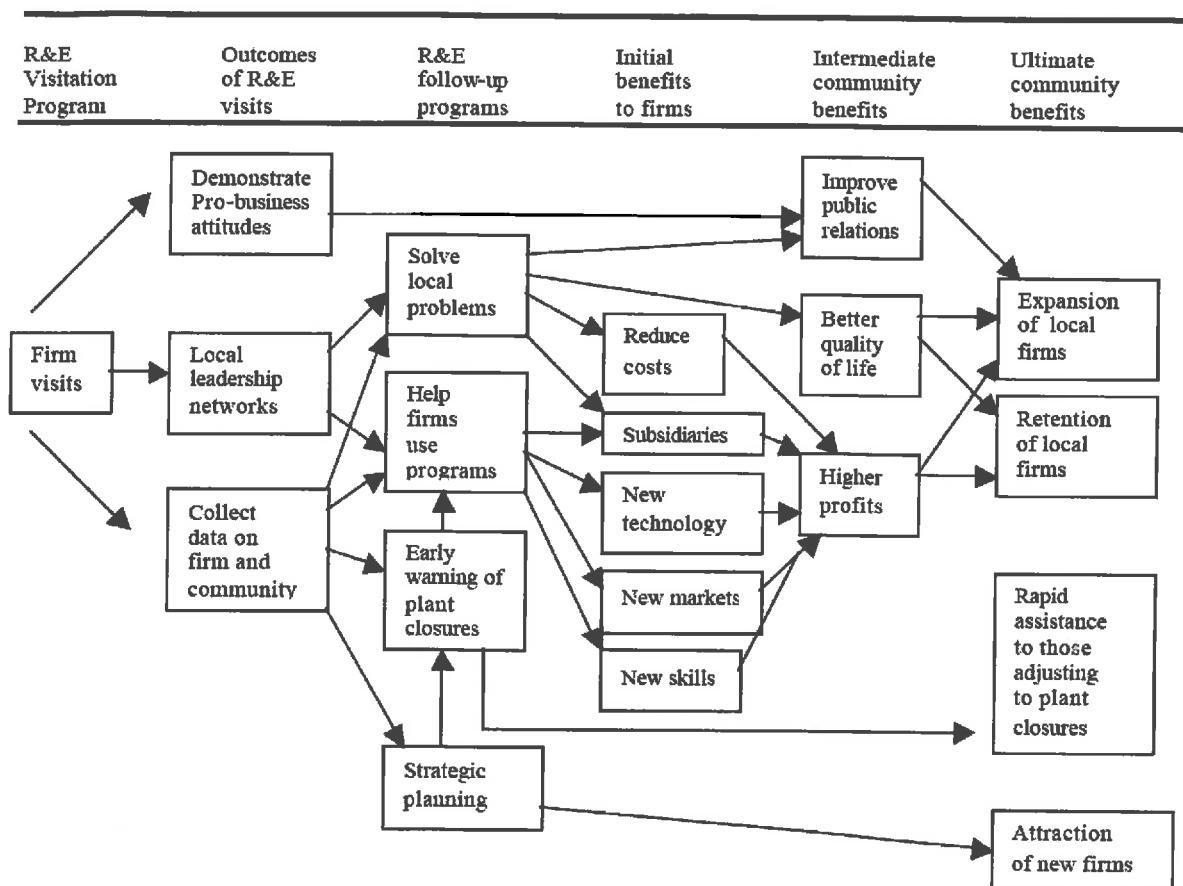 R&E
Visitation
Program
Outcomes
of R&E
visits
R&E
follow-up
programs
Initial
benefits
to firms
Intermediate
community
benefits
Ultimate
community
benefits
Firm
visits
Demonstrate
Pro-business
attitudes
Local
leadership
networks
Collect
data on
firm and
community
Solve
local
problems
Help
firms
use
programs
Early
warning of
plant
closures
Strategic
planning
Reduce
costs
Subsidiaries
New
technology
New markets
New skills
Improve
public
relations
Better
quality
of life
Higher
profits
Expansion
of local
firms
Retention
of local
firms
Rapid
assistance
to those
adjusting
to plant
closures
Attraction
of new firms